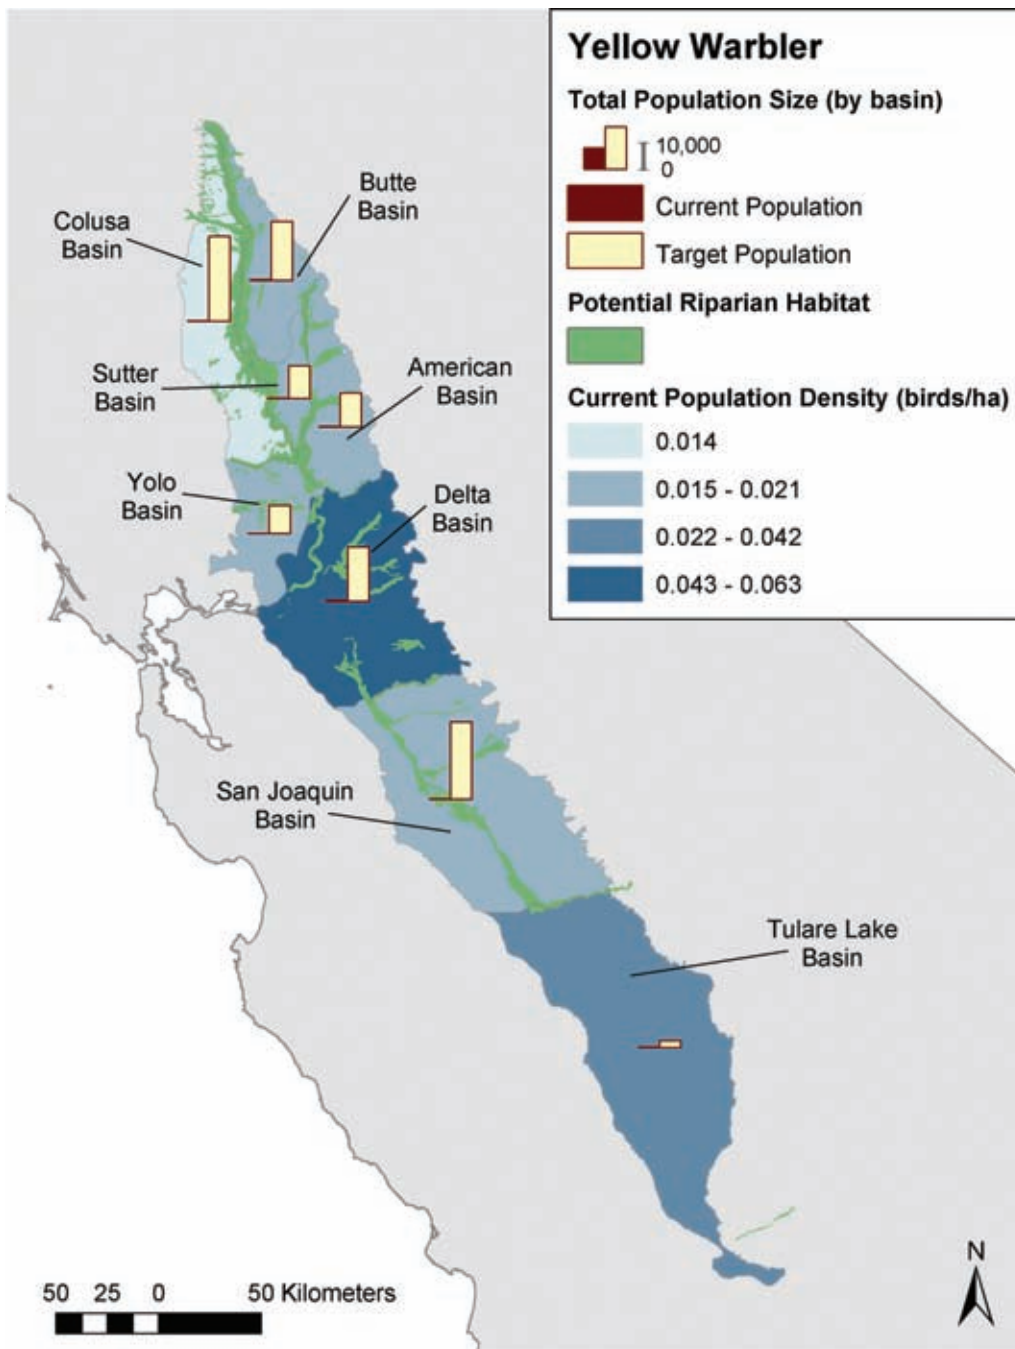 Yellow Warbler
Total Population Size (by basin)
10,000
0
Current Population
Target Population
Potential Riparian Habitat
Current Population Density (birds/ha)
0.014
0.015 - 0.021
0.022 - 0.042
0.043 - 0.063
Butte
Basin
Colusa
Basin
Sutter
Basin
American
Basin
Yolo
Basin
Delta
Basin
San Joaquin
Basin
Tulare Lake
Basin
N
50 25 0 50 Kilometers